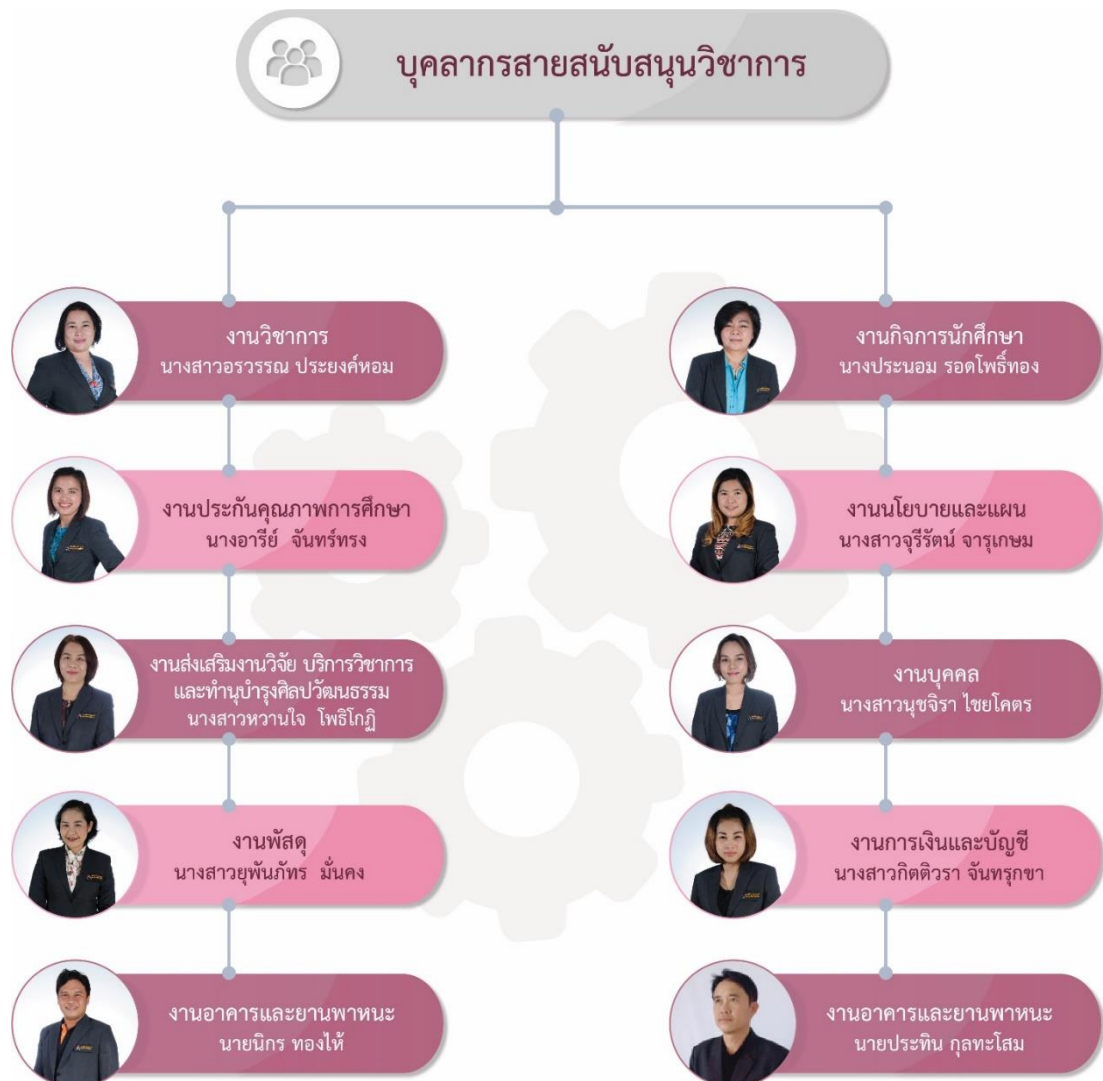 บุคลากรสายสนับสนุนวิชาการ
งานวิชาการ
นางสาวอรวรรณ ประยงค์หอม
งานประกันคุณภาพการศึกษา
นางอารีย์ จันทร์ทรง
งานส่งเสริมงานวิจัย บริการวิชาการ
และทำนุบำรุงศิลปวัฒนธรรม
นางสาวหวานใจ โพธิโกฏิ
งานพัสดุ
นางสาวยุพันภัทร มั่นคง
งานอาคารและยานพาหนะ
นายนิกร ทองไห้
งานกิจการนักศึกษา
นางประนอม รอดโพธิ์ทอง
งานนโยบายและแผน
นางสาวจุรีรัตน์ จารุเกษม
งานบุคคล
นางสาวนุชจิรา ไชยโคตร
งานการเงินและบัญชี
นางสาวกิตติวรา จันทรุกขา
งานอาคารและยานพาหนะ
นายประทิน กุลทะโสม